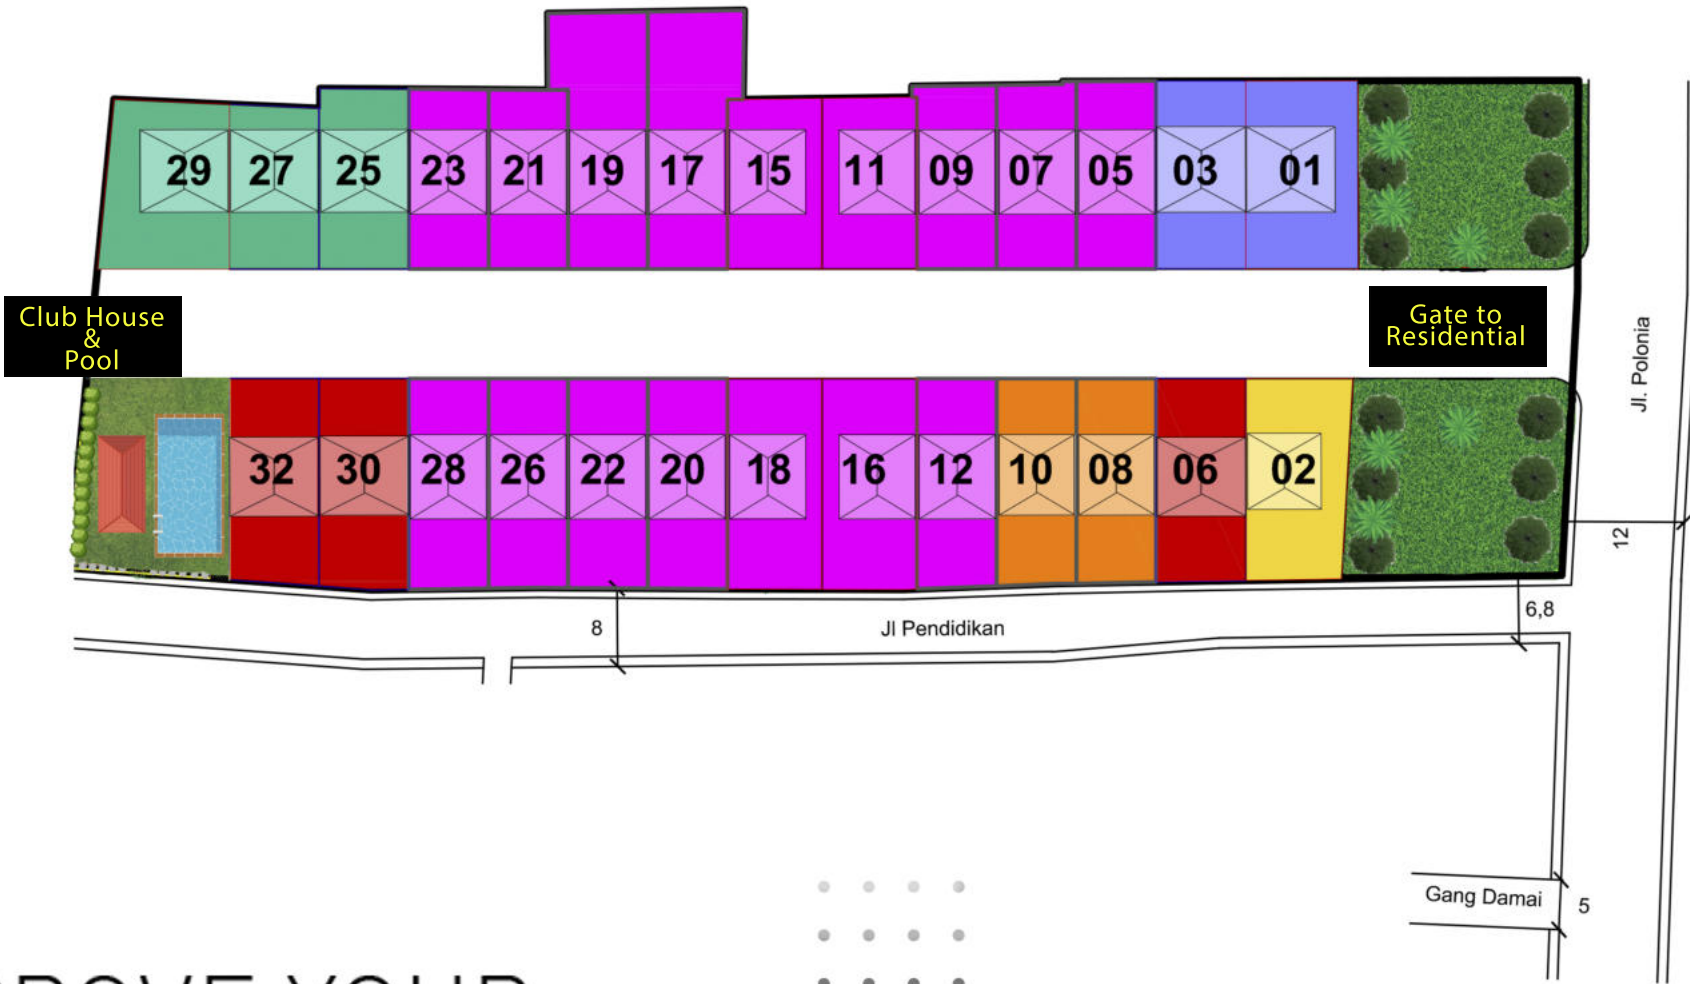 29 27 25 23 21 19 17 15 11 09 07 05 03 01
Club House
&
Pool
Gate to
Residential
Jl. Polonia
32 30 28 26 22 20 18 16 12 10 08 06 02
12
8
Jl Pendidikan
6,8
Gang Damai
5
YOUR